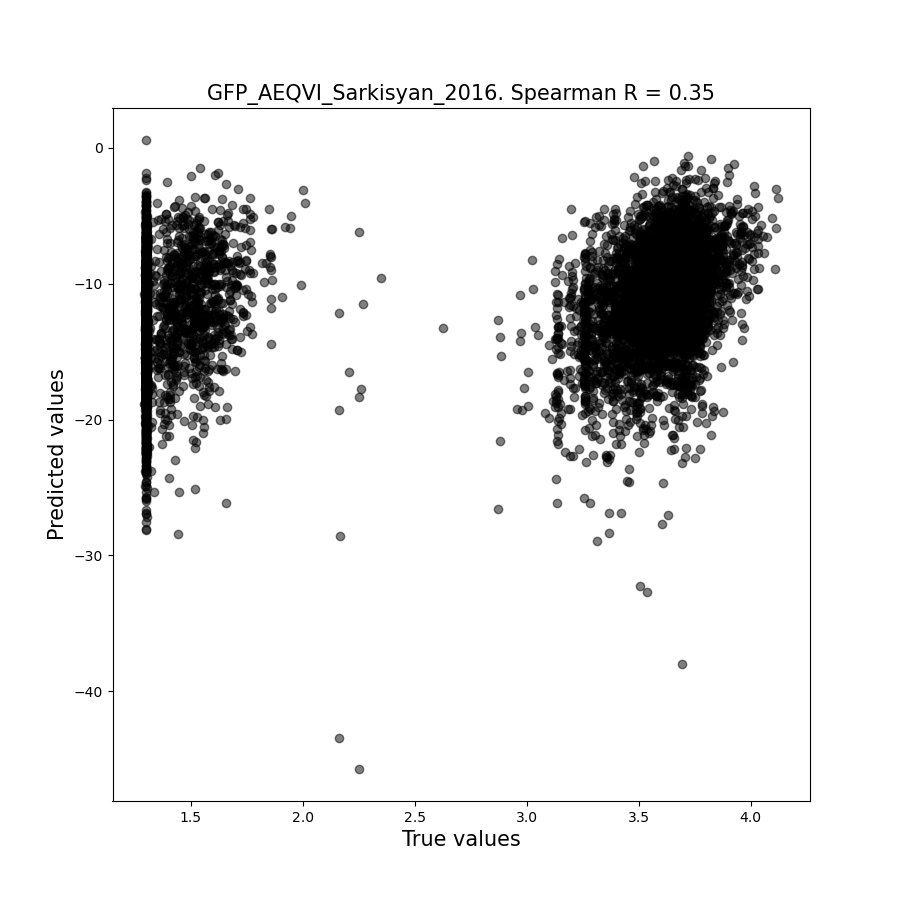 GFP_AEQVI_Sarkisyan_2016. Spearman R = 0.35
0
−10
−20
−30
−40
Predicted values
1.5 2.0 2.5 3.0 3.5 4.0
True values